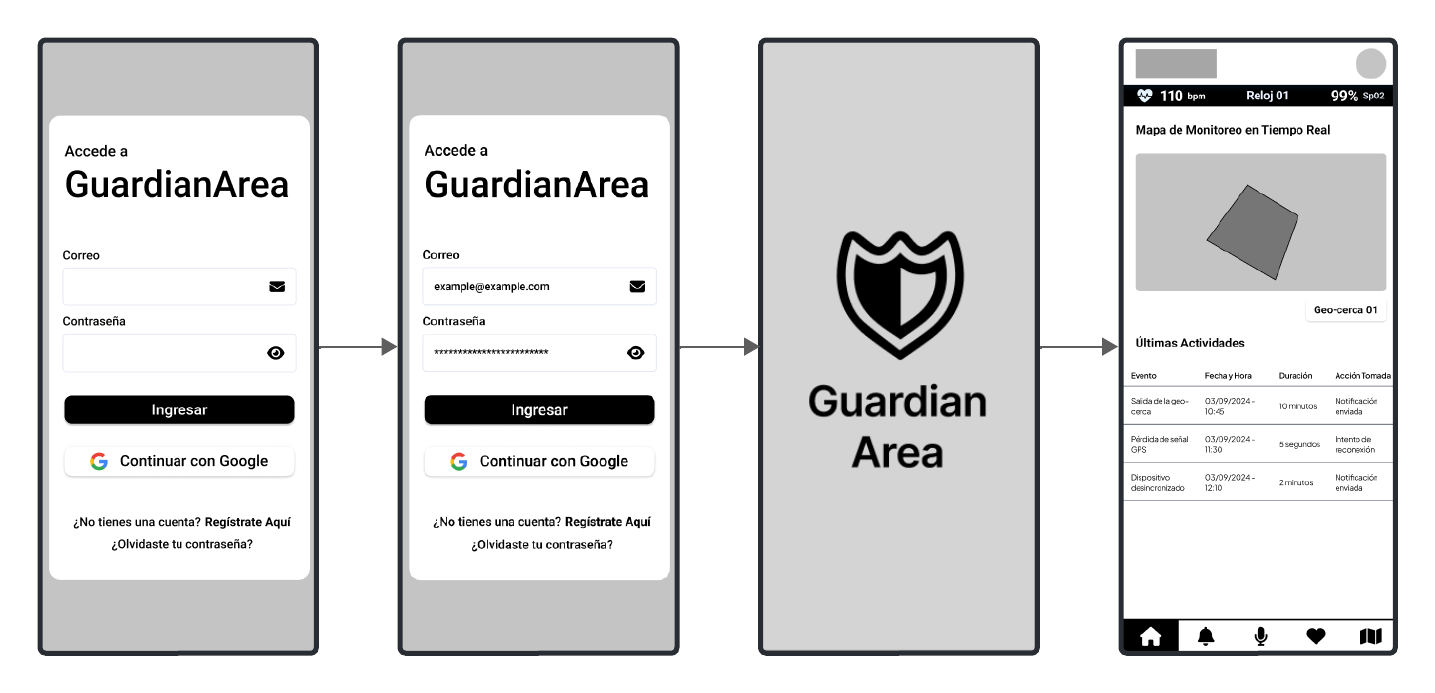 Accede a
GuardianArea
Correo
Contraseña
Ingresar
Continuar con Google
¿No tienes una cuenta? Regístrate Aquí
¿Olvidaste tu contraseña?
Accede a
GuardianArea
Correo
example@example.com
Contraseña
************************
Ingresar
Continuar con Google
¿No tienes una cuenta? Regístrate Aquí
¿Olvidaste tu contraseña?
Guardian
Area
110 bpm Reloj 01 99% SpO2
Mapa de Monitoreo en Tiempo Real
Geo-cerca 01
Últimas Actividades
Evento Fecha y Hora Duración Acción Tomada
Salida de la geo-
cerca
03/09/2024 -
10:45
10 minutos
Notificación
enviada
Pérdida de señal
GPS
03/09/2024 -
11:30
5 segundos
Intento de
reconexión
Dispositivo
desincronizado
03/09/2024 -
12:10
2 minutos
Notificación
enviada